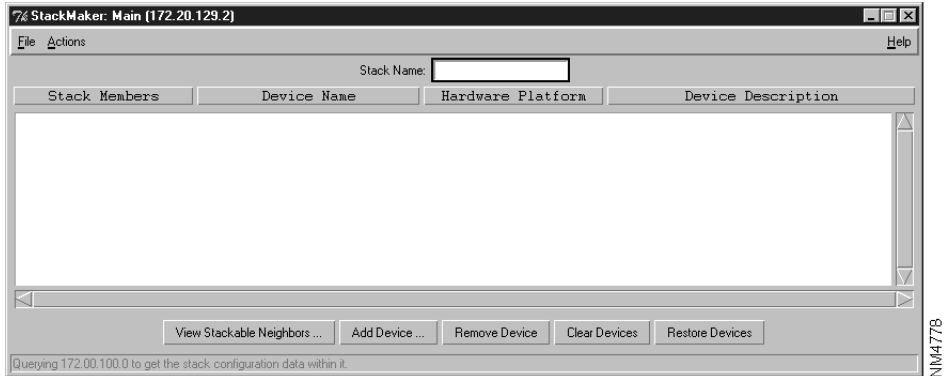 StackMaker: Main (172.20.129.2)
File Actions Help
Stack Name:
Stack Members Device Name Hardware Platform Device Description
View Stackable Neighbors ... Add Device ... Remove Device Clear Devices Restore Devices
Querying 172.00.100.0 to get the stack configuration data within it.
NM4778